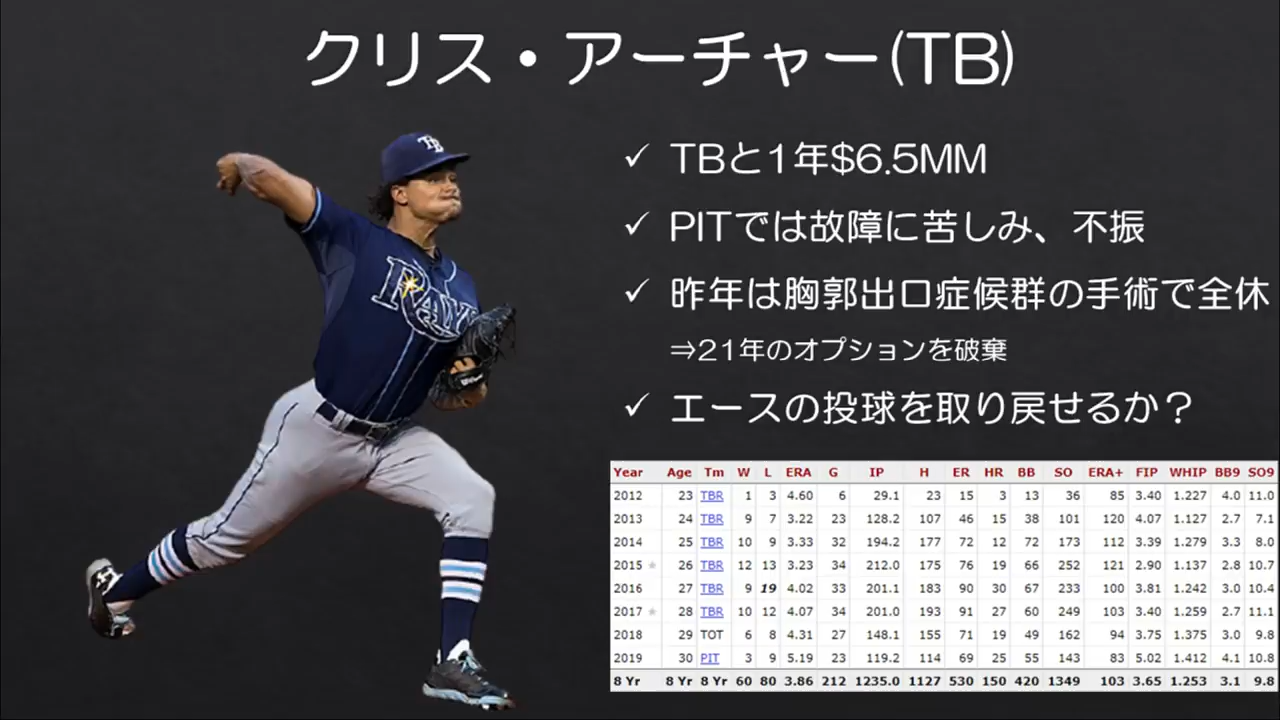 クリス・アーチャー(TB)
✓ TBと1年$6.5MM
✓ PITでは故障に苦しみ、不振
✓ 昨年は胸郭出口症候群の手術で全休
⇒21年のオプションを破棄
✓ エースの投球を取り戻せるか？
TB
RAYS
Wilson
Year Age Tm W L ERA G IP H ER HR BB SO ERA+ FIP WHIP BB9 SO9
2012 23 TBR 1 3 4.60 6 29.1 23 15 3 13 36 85 3.40 1.227 4.0 11.0
2013 24 TBR 9 7 3.22 23 128.2 107 46 15 38 101 120 4.07 1.127 2.7 7.1
2014 25 TBR 10 9 3.33 32 194.2 177 72 12 72 173 112 3.39 1.279 3.3 8.0
2015 ★ 26 TBR 12 13 3.23 34 212.0 175 76 19 66 252 121 2.90 1.137 2.8 10.7
2016 27 TBR 9 19 4.02 33 201.1 183 90 30 67 233 100 3.81 1.242 3.0 10.4
2017 ★ 28 TBR 10 12 4.07 34 201.0 193 91 27 60 249 103 3.40 1.259 2.7 11.1
2018 29 TOT 6 8 4.31 27 148.1 155 71 19 49 162 94 3.75 1.375 3.0 9.8
2019 30 PIT 3 9 5.19 23 119.2 114 69 25 55 143 83 5.02 1.412 4.1 10.8
8 Yr 8 Yr 8 Yr 60 80 3.86 212 1235.0 1127 530 150 420 1349 103 3.65 1.253 3.1 9.8